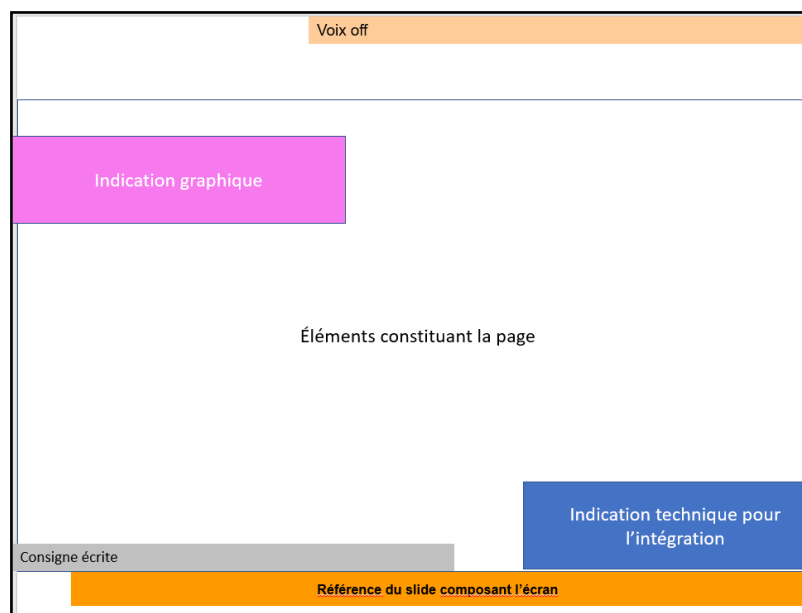 Voix off
Indication graphique
Éléments constituant la page
Indication technique pour
l’intégration
Consigne écrite
Référence du slide composant l’écran